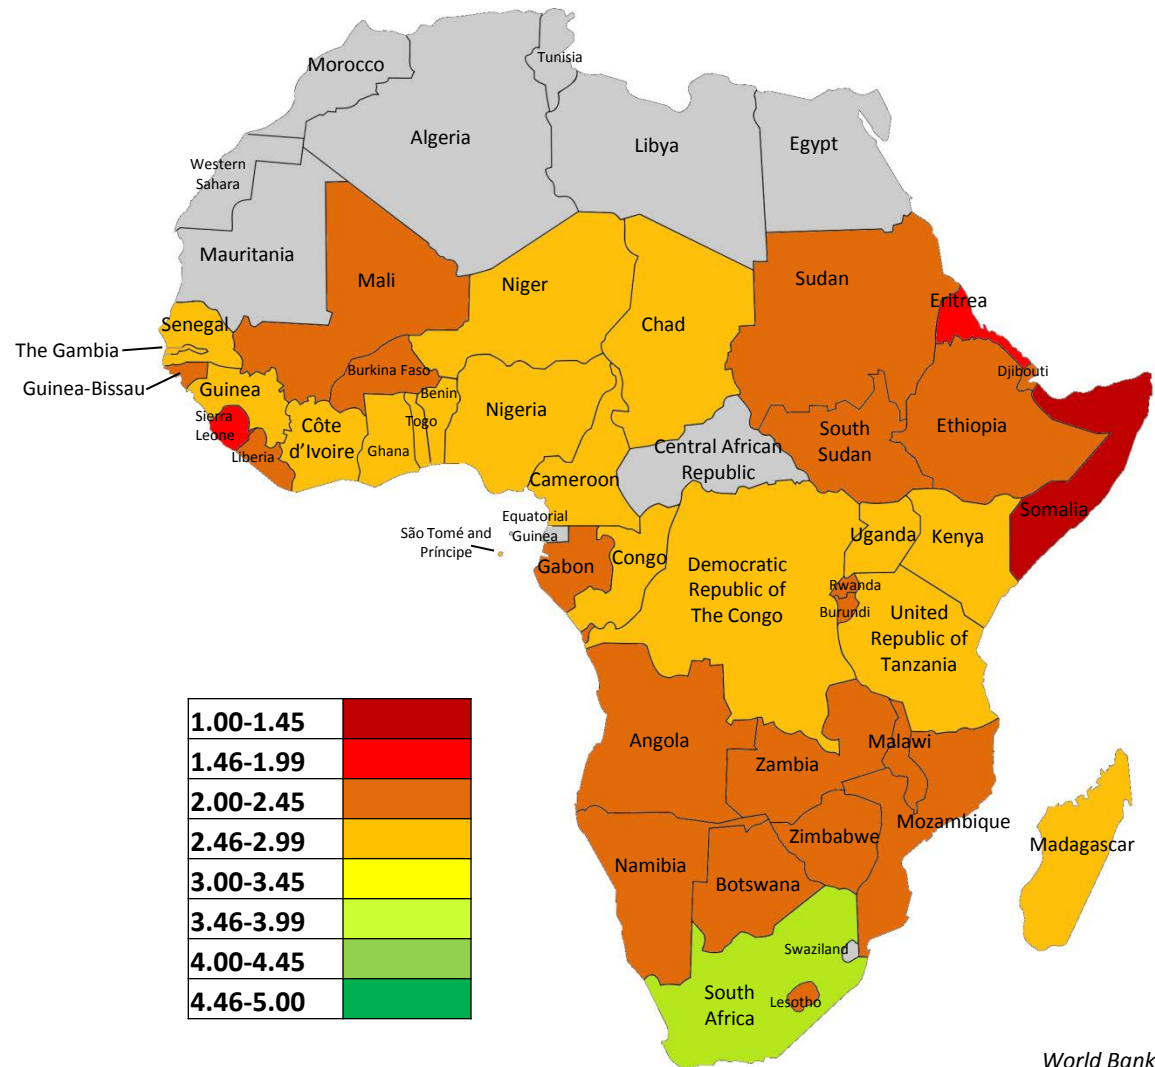 Morocco
Tunisia
Algeria
Libya
Egypt
Western
Sahara
Mauritania
Mali
Niger
Chad
Sudan
Eritrea
Senegal
The Gambia
Guinea-Bissau
Guinea
Burkina Faso
Benin
Togo
Nigeria
Djibouti
Sierra
Leone
Liberia
Côte
d'Ivoire
Ghana
South
Sudan
Ethiopia
Central African
Republic
Cameroon
Somalia
Equatorial
Guinea
São Tomé and
Príncipe
Gabon
Congo
Democratic
Republic of
The Congo
Uganda
Kenya
Rwanda
Burundi
United
Republic of
Tanzania
Angola
Zambia
Malawi
Mozambique
Zimbabwe
Madagascar
Namibia
Botswana
Swaziland
South
Africa
Lesotho
1.00-1.45
1.46-1.99
2.00-2.45
2.46-2.99
3.00-3.45
3.46-3.99
4.00-4.45
4.46-5.00
World Bank